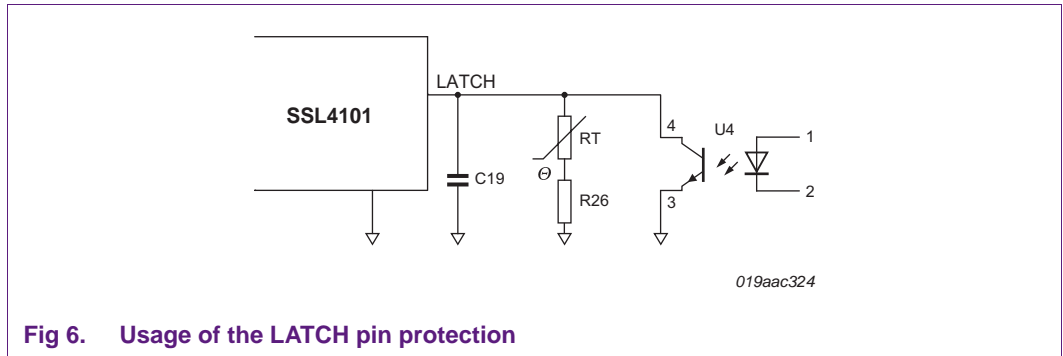 LATCH
SSL4101
4
U4
1
RT
Θ
C19
R26
3
2
019aac324
Fig 6. Usage of the LATCH pin protection